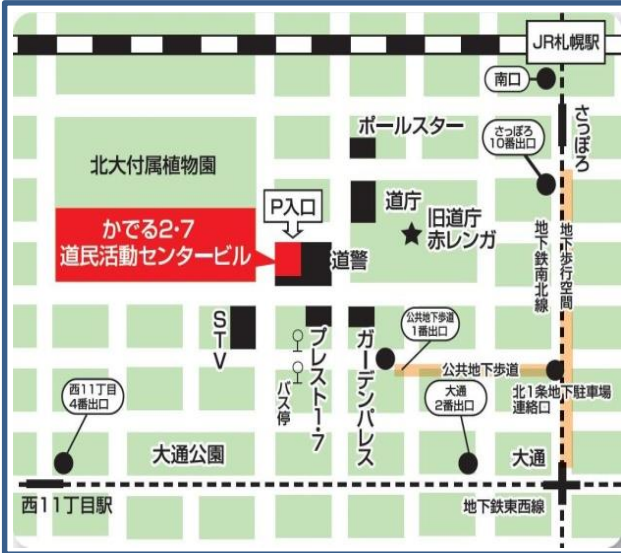 JR札幌駅
南口
さっぽろ
さっぽろ
10番出口
ポールスター
北大付属植物園
P入口
道庁
旧道庁
赤レンガ
かでる2・7
道民活動センタービル
道警
地下鉄南北線
地下歩行空間
STV
プレスト1・7
ガーデンパレス
公共地下歩道
1番出口
公共地下歩道
バス停
北1条地下駐車場
連絡口
西11丁目
4番出口
大通
2番出口
大通公園
大通
西11丁目駅
地下鉄東西線